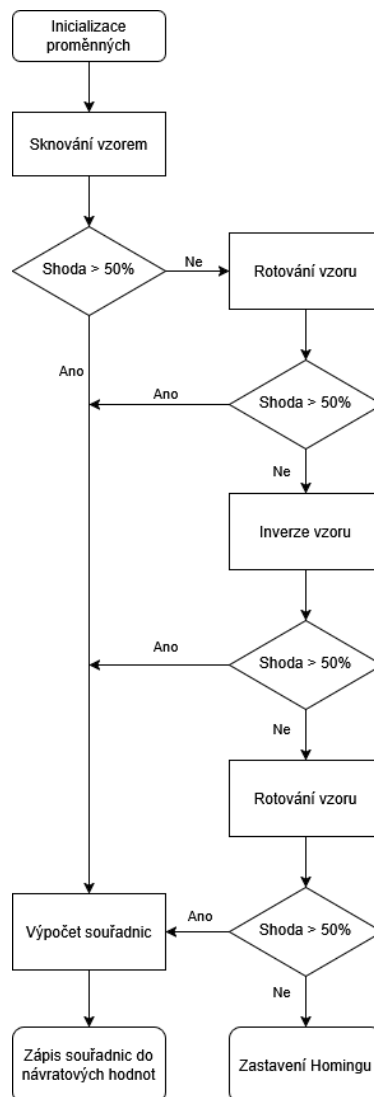 Inicializace
proměnných
Sknování vzorem
Shoda > 50%
Ne
Rotování vzoru
Ano
Ano
Shoda > 50%
Ne
Inverze vzoru
Ano
Shoda > 50%
Ne
Rotování vzoru
Výpočet souřadnic
Ano
Shoda > 50%
Ne
Zápis souřadnic do
návratových hodnot
Zastavení Homingu